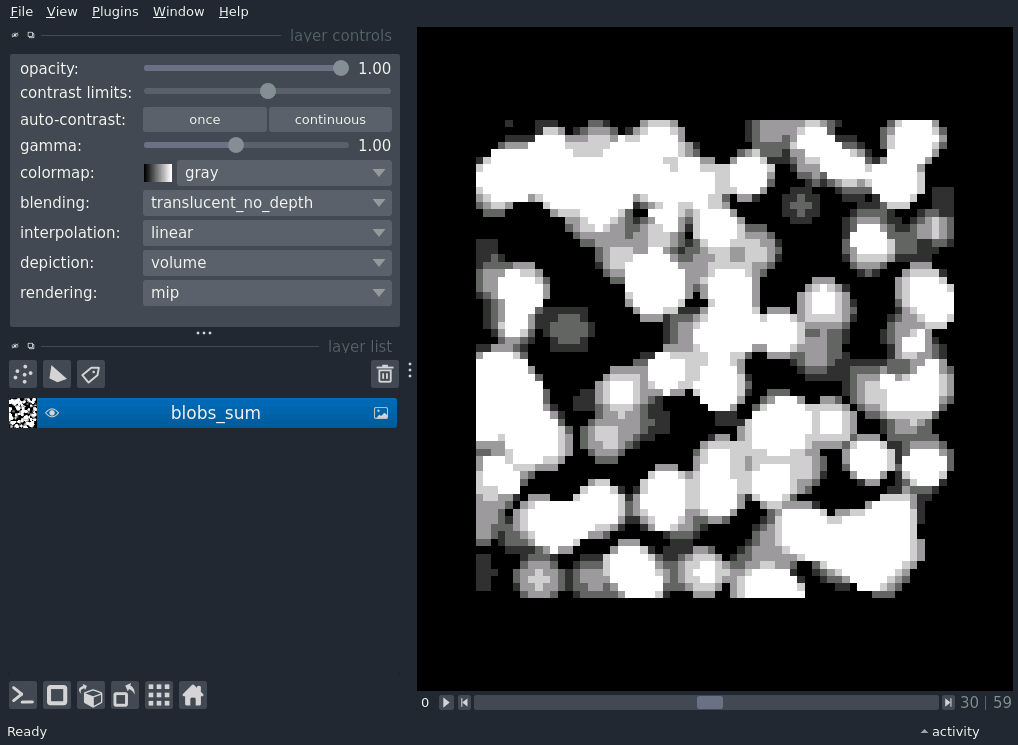 File View Plugins Window Help
layer controls
opacity: 1.00
contrast limits:
auto-contrast: once continuous
gamma: 1.00
colormap: gray
blending: translucent_no_depth
interpolation: linear
depiction: volume
rendering: mip
layer list
blobs_sum
0 30 | 59
Ready activity